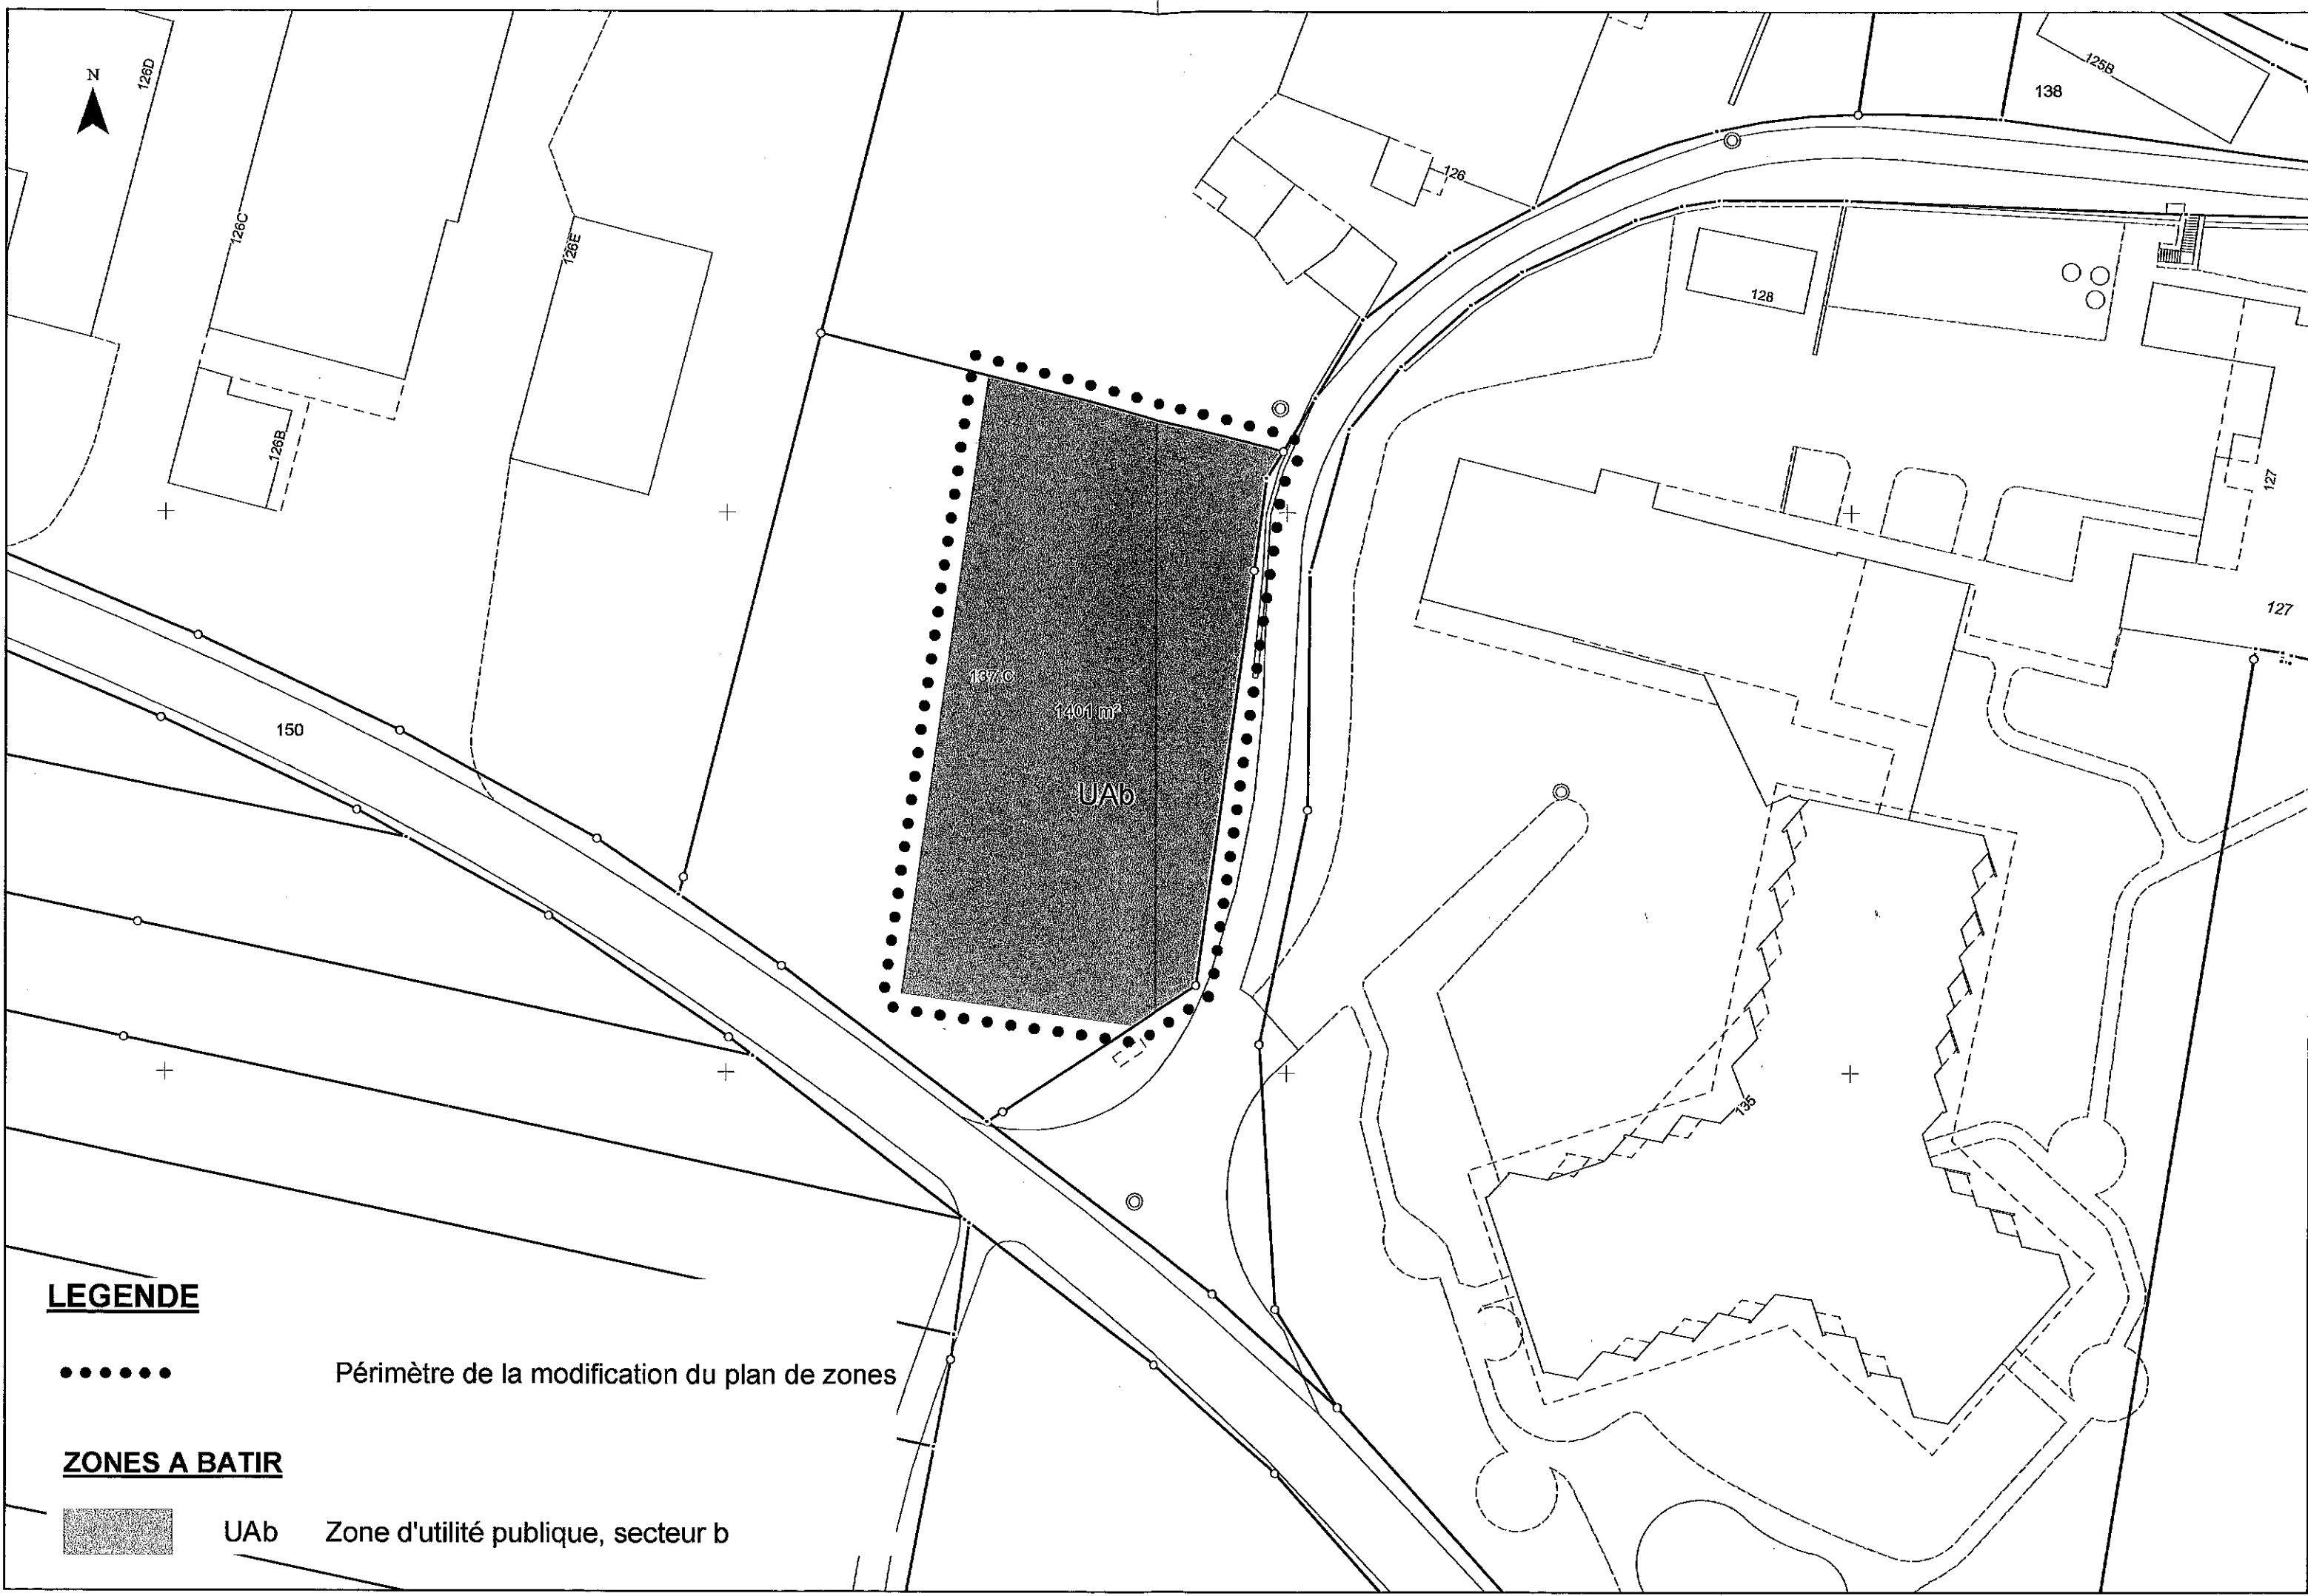 N
126D
126C
126E
126B
126
125B
138
128
127
127
137 C
1401 m²
UAb
150
135
LEGENDE
Périmètre de la modification du plan de zones
ZONES A BATIR
UAb Zone d'utilité publique, secteur b